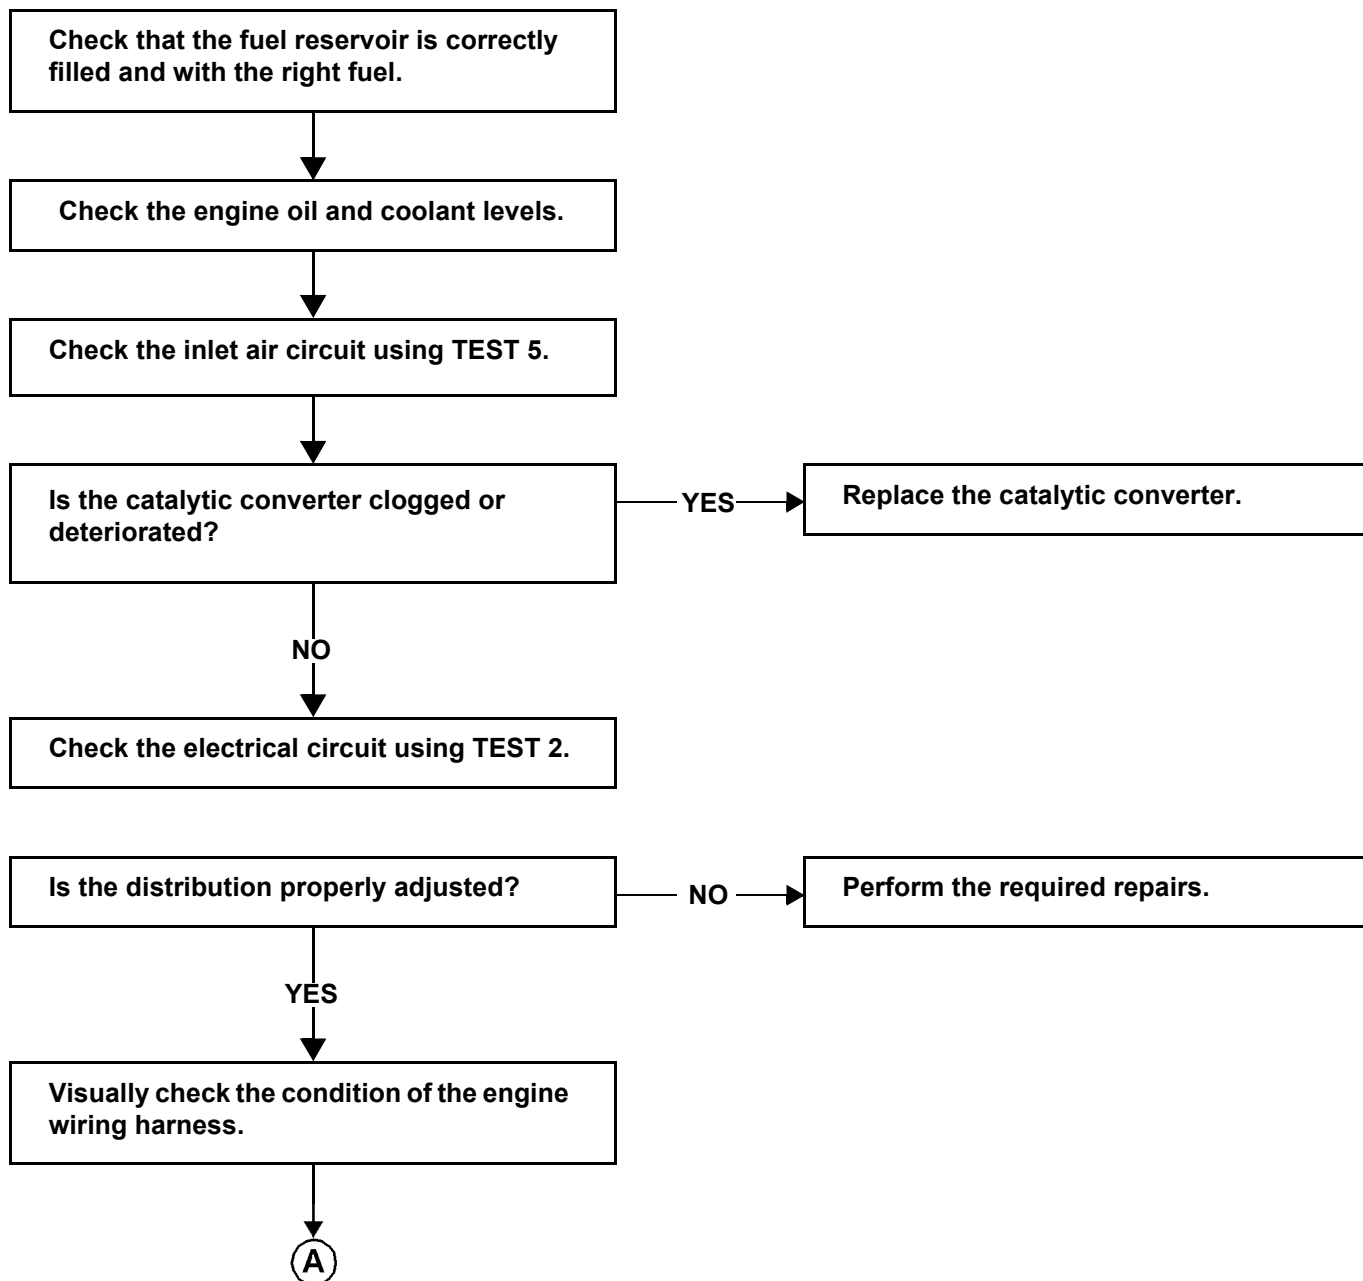 Check that the fuel reservoir is correctly
filled and with the right fuel.
Check the engine oil and coolant levels.
Check the inlet air circuit using TEST 5.
Is the catalytic converter clogged or
deteriorated?
YES
Replace the catalytic converter.
NO
Check the electrical circuit using TEST 2.
Is the distribution properly adjusted?
NO
Perform the required repairs.
YES
Visually check the condition of the engine
wiring harness.
A